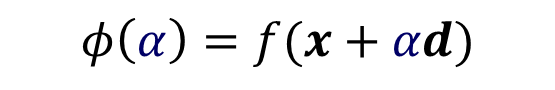 ϕ(α) = f(x + αd)